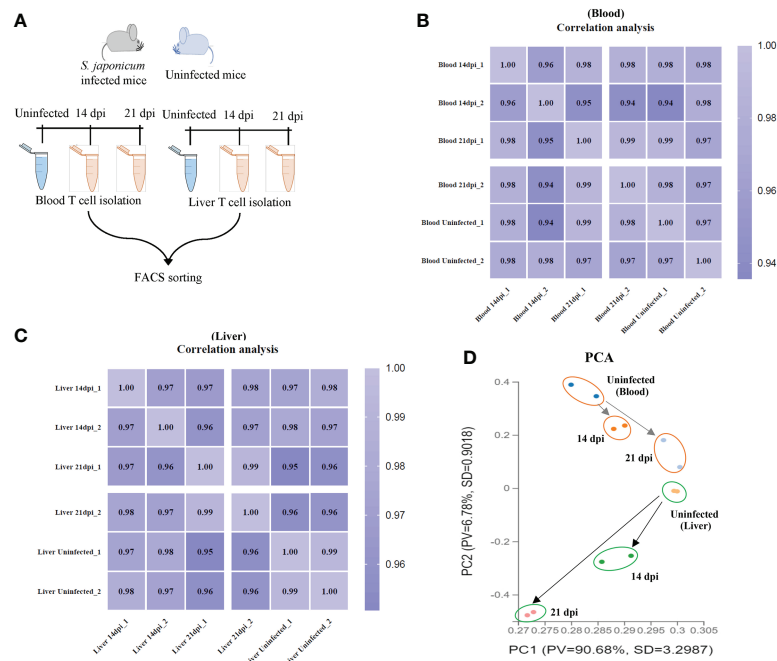 A
S. japonicum
infected mice
Uninfected mice
Uninfected 14 dpi 21 dpi
Uninfected 14 dpi 21 dpi
Blood T cell isolation
Liver T cell isolation
FACS sorting
B
(Blood)
Correlation analysis
Blood 14dpi_1 1.00 0.96 0.98 0.98 0.98 0.98
Blood 14dpi_2 0.96 1.00 0.95 0.94 0.94 0.98
Blood 21dpi_1 0.98 0.95 1.00 0.99 0.99 0.97
Blood 21dpi_2 0.98 0.94 0.99 1.00 0.98 0.97
Blood Uninfected_1 0.98 0.94 0.99 0.98 1.00 0.97
Blood Uninfected_2 0.98 0.98 0.97 0.97 0.97 1.00
Blood 14dpi_1 Blood 14dpi_2 Blood 21dpi_1 Blood 21dpi_2 Blood Uninfected_1 Blood Uninfected_2
1.00
0.98
0.96
0.94
C
(Liver)
Correlation analysis
Liver 14dpi_1 1.00 0.97 0.97 0.98 0.97 0.98
Liver 14dpi_2 0.97 1.00 0.96 0.97 0.98 0.97
Liver 21dpi_1 0.97 0.96 1.00 0.99 0.95 0.96
Liver 21dpi_2 0.98 0.97 0.99 1.00 0.96 0.96
Liver Uninfected_1 0.97 0.98 0.95 0.96 1.00 0.99
Liver Uninfected_2 0.98 0.97 0.96 0.96 0.99 1.00
Liver 14dpi_1 Liver 14dpi_2 Liver 21dpi_1 Liver 21dpi_2 Liver Uninfected_1 Liver Uninfected_2
1.00
0.99
0.98
0.97
0.96
D
PCA
PC2 (PV=6.78%, SD=0.9018)
0.4
0.2
0
-0.2
-0.4
Uninfected
(Blood)
14 dpi
21 dpi
Uninfected
(Liver)
14 dpi
21 dpi
0.27 0.275 0.28 0.285 0.29 0.295 0.3 0.305
PC1 (PV=90.68%, SD=3.2987)